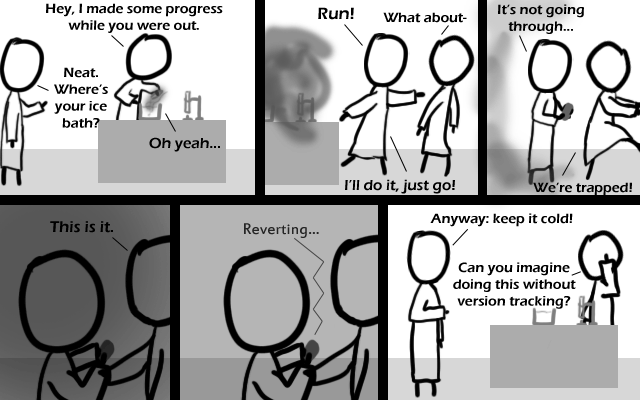 Hey, I made some progress
while you were out.
Neat.
Where's
your ice
bath?
Oh yeah...
Run!
What about-
I'll do it, just go!
It's not going
through...
We're trapped!
This is it.
Reverting...
Anyway: keep it cold!
Can you imagine
doing this without
version tracking?